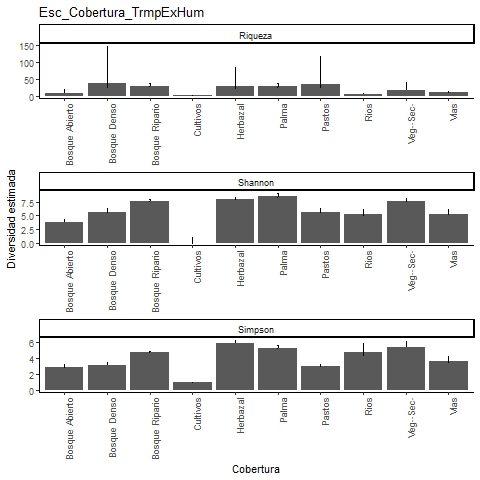 Esc_Cobertura_TrmpExHum
Riqueza
150
100
50
0
Bosque Abierto
Bosque Denso
Bosque Ripario
Cultivos
Herbazal
Palma
Pastos
Rios
Veg--Sec-
Vias
Shannon
7.5
5.0
2.5
0.0
Bosque Abierto
Bosque Denso
Bosque Ripario
Cultivos
Herbazal
Palma
Pastos
Rios
Veg--Sec-
Vias
Simpson
6
4
2
0
Bosque Abierto
Bosque Denso
Bosque Ripario
Cultivos
Herbazal
Palma
Pastos
Rios
Veg--Sec-
Vias
Diversidad estimada
Cobertura